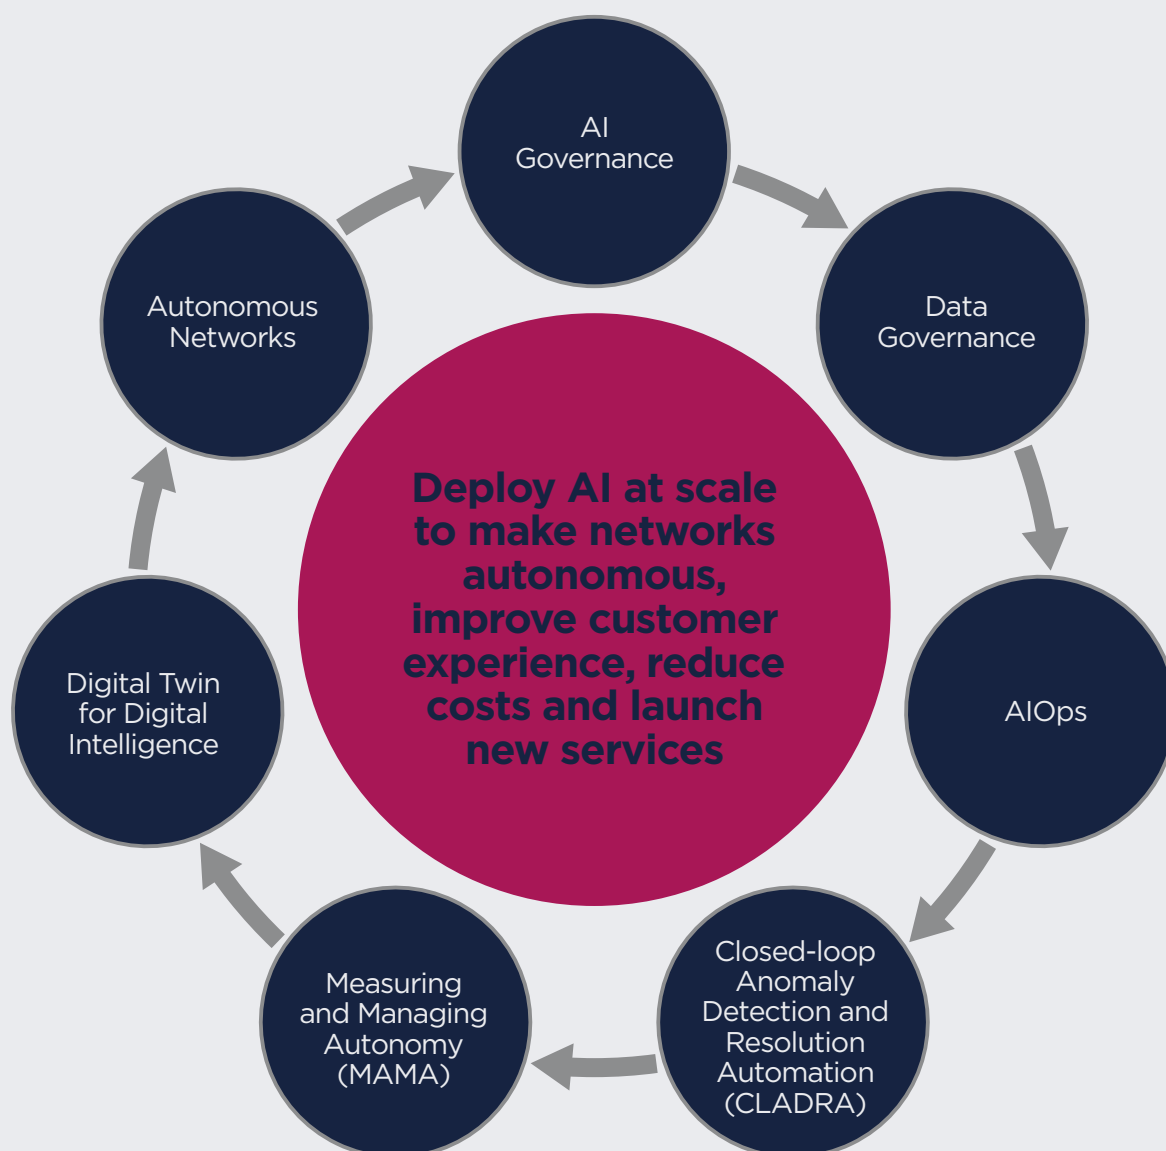 AI
Governance
Data
Governance
AIOps
Closed-loop
Anomaly
Detection and
Resolution
Automation
(CLADRA)
Measuring
and Managing
Autonomy
(MAMA)
Digital Twin
for Digital
Intelligence
Autonomous
Networks
Deploy AI at scale
to make networks
autonomous,
improve customer
experience, reduce
costs and launch
new services